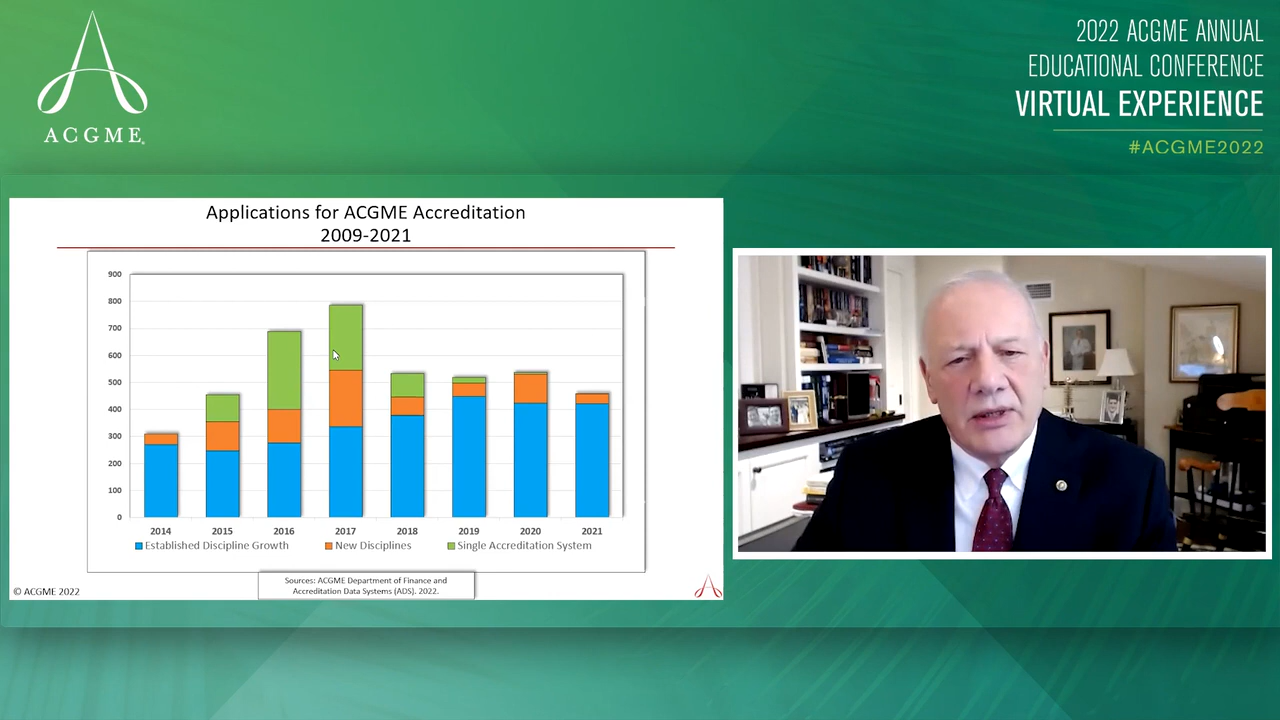 ACGME
2022 ACGME ANNUAL
EDUCATIONAL CONFERENCE
VIRTUAL EXPERIENCE
#ACGME2022
Applications for ACGME Accreditation
2009-2021
900
800
700
600
500
400
300
200
100
0
2014 2015 2016 2017 2018 2019 2020 2021
Established Discipline Growth New Disciplines Single Accreditation System
Sources: ACGME Department of Finance and
Accreditation Data Systems (ADS). 2022.
© ACGME 2022